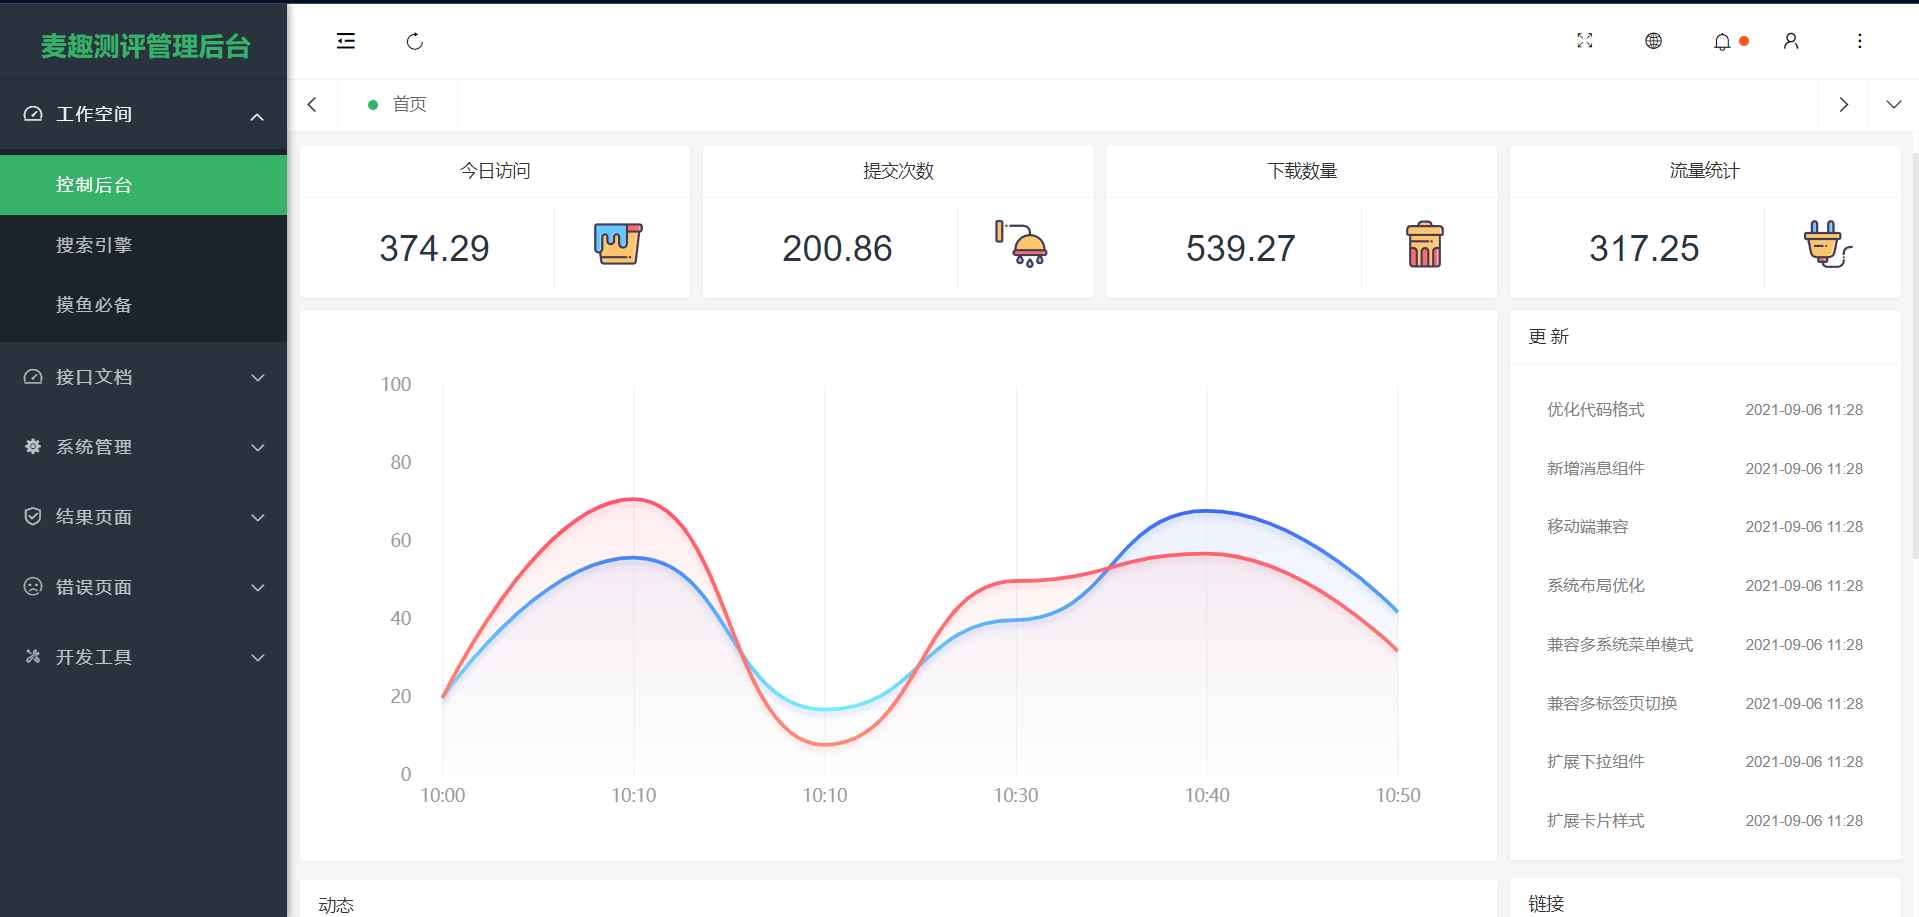 麦趣测评管理后台
工作空间
控制后台
搜索引擎
摸鱼必备
接口文档
系统管理
结果页面
错误页面
开发工具
首页
今日访问
374.29
提交次数
200.86
下载数量
539.27
流量统计
317.25
100
80
60
40
20
0
10:00 10:10 10:10 10:30 10:40 10:50
更新
优化代码格式 2021-09-06 11:28
新增消息组件 2021-09-06 11:28
移动端兼容 2021-09-06 11:28
系统布局优化 2021-09-06 11:28
兼容多系统菜单模式 2021-09-06 11:28
兼容多标签页切换 2021-09-06 11:28
扩展下拉组件 2021-09-06 11:28
扩展卡片样式 2021-09-06 11:28
动态
链接